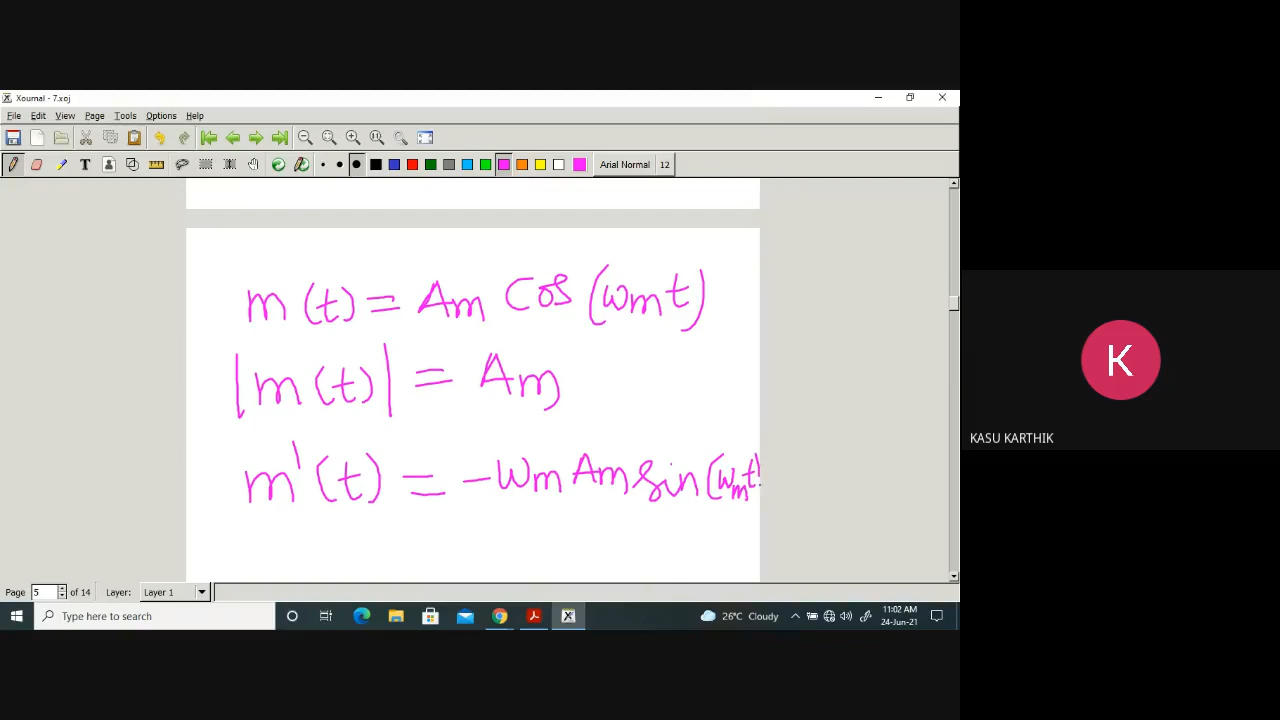 Xournal - 7.xoj
File Edit View Page Tools Options Help
Arial Normal 12
m(t) = Am Cos (ωm t)
|m(t)| = Am
m'(t) = -ωm Am sin (ωm t)
K
KASU KARTHIK
Page 5 of 14 Layer: Layer 1
Type here to search
26°C Cloudy
11:02 AM
24-Jun-21